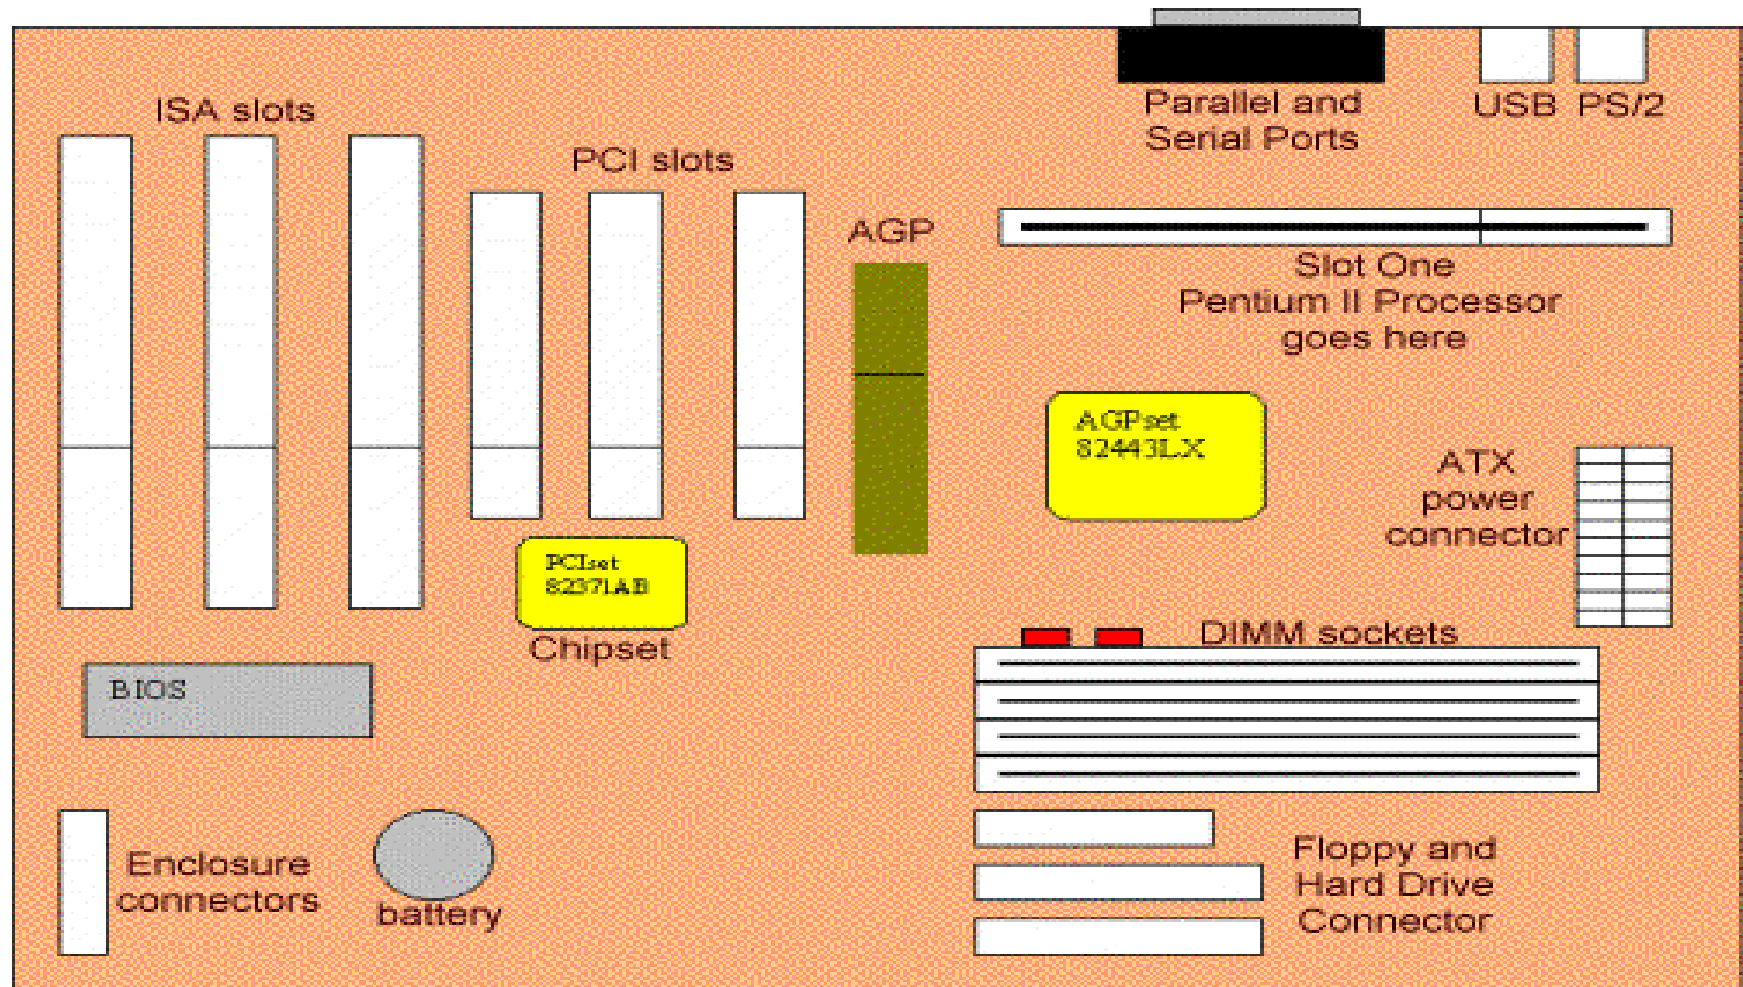 ISA slots
PCI slots
AGP
Parallel and
Serial Ports
USB PS/2
Slot One
Pentium II Processor
goes here
AGPset
82443LX
ATX
power
connector
PCIset
82371AB
Chipset
DIMM sockets
BIOS
Enclosure
connectors
battery
Floppy and
Hard Drive
Connector